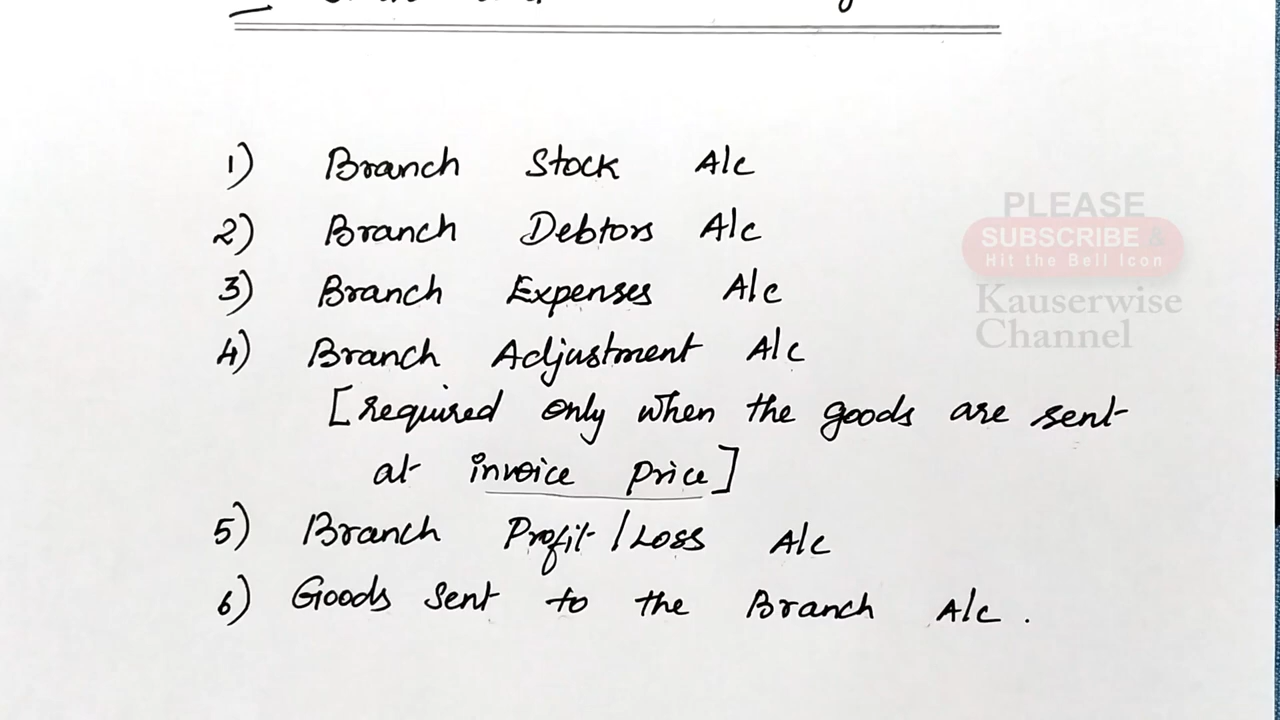 1) Branch Stock A/c
2) Branch Debtors A/c
3) Branch Expenses A/c
4) Branch Adjustment A/c
[required only when the goods are sent
at invoice price]
5) Branch Profit/Loss A/c
6) Goods sent to the Branch A/c.
PLEASE
SUBSCRIBE &
Hit the Bell Icon
Kauserwise
Channel